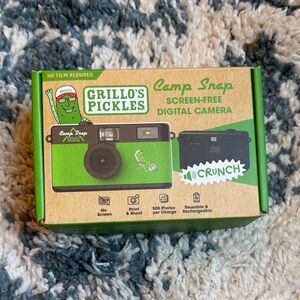 NO FILM REQUIRED
GRILLO'S
PICKLES
Camp Snap
SCREEN-FREE
DIGITAL CAMERA
Camp Snap
CRUNCH
No
Screen
Point
& Shoot
500 Photos
per Charge
Reusable &
Rechargeable